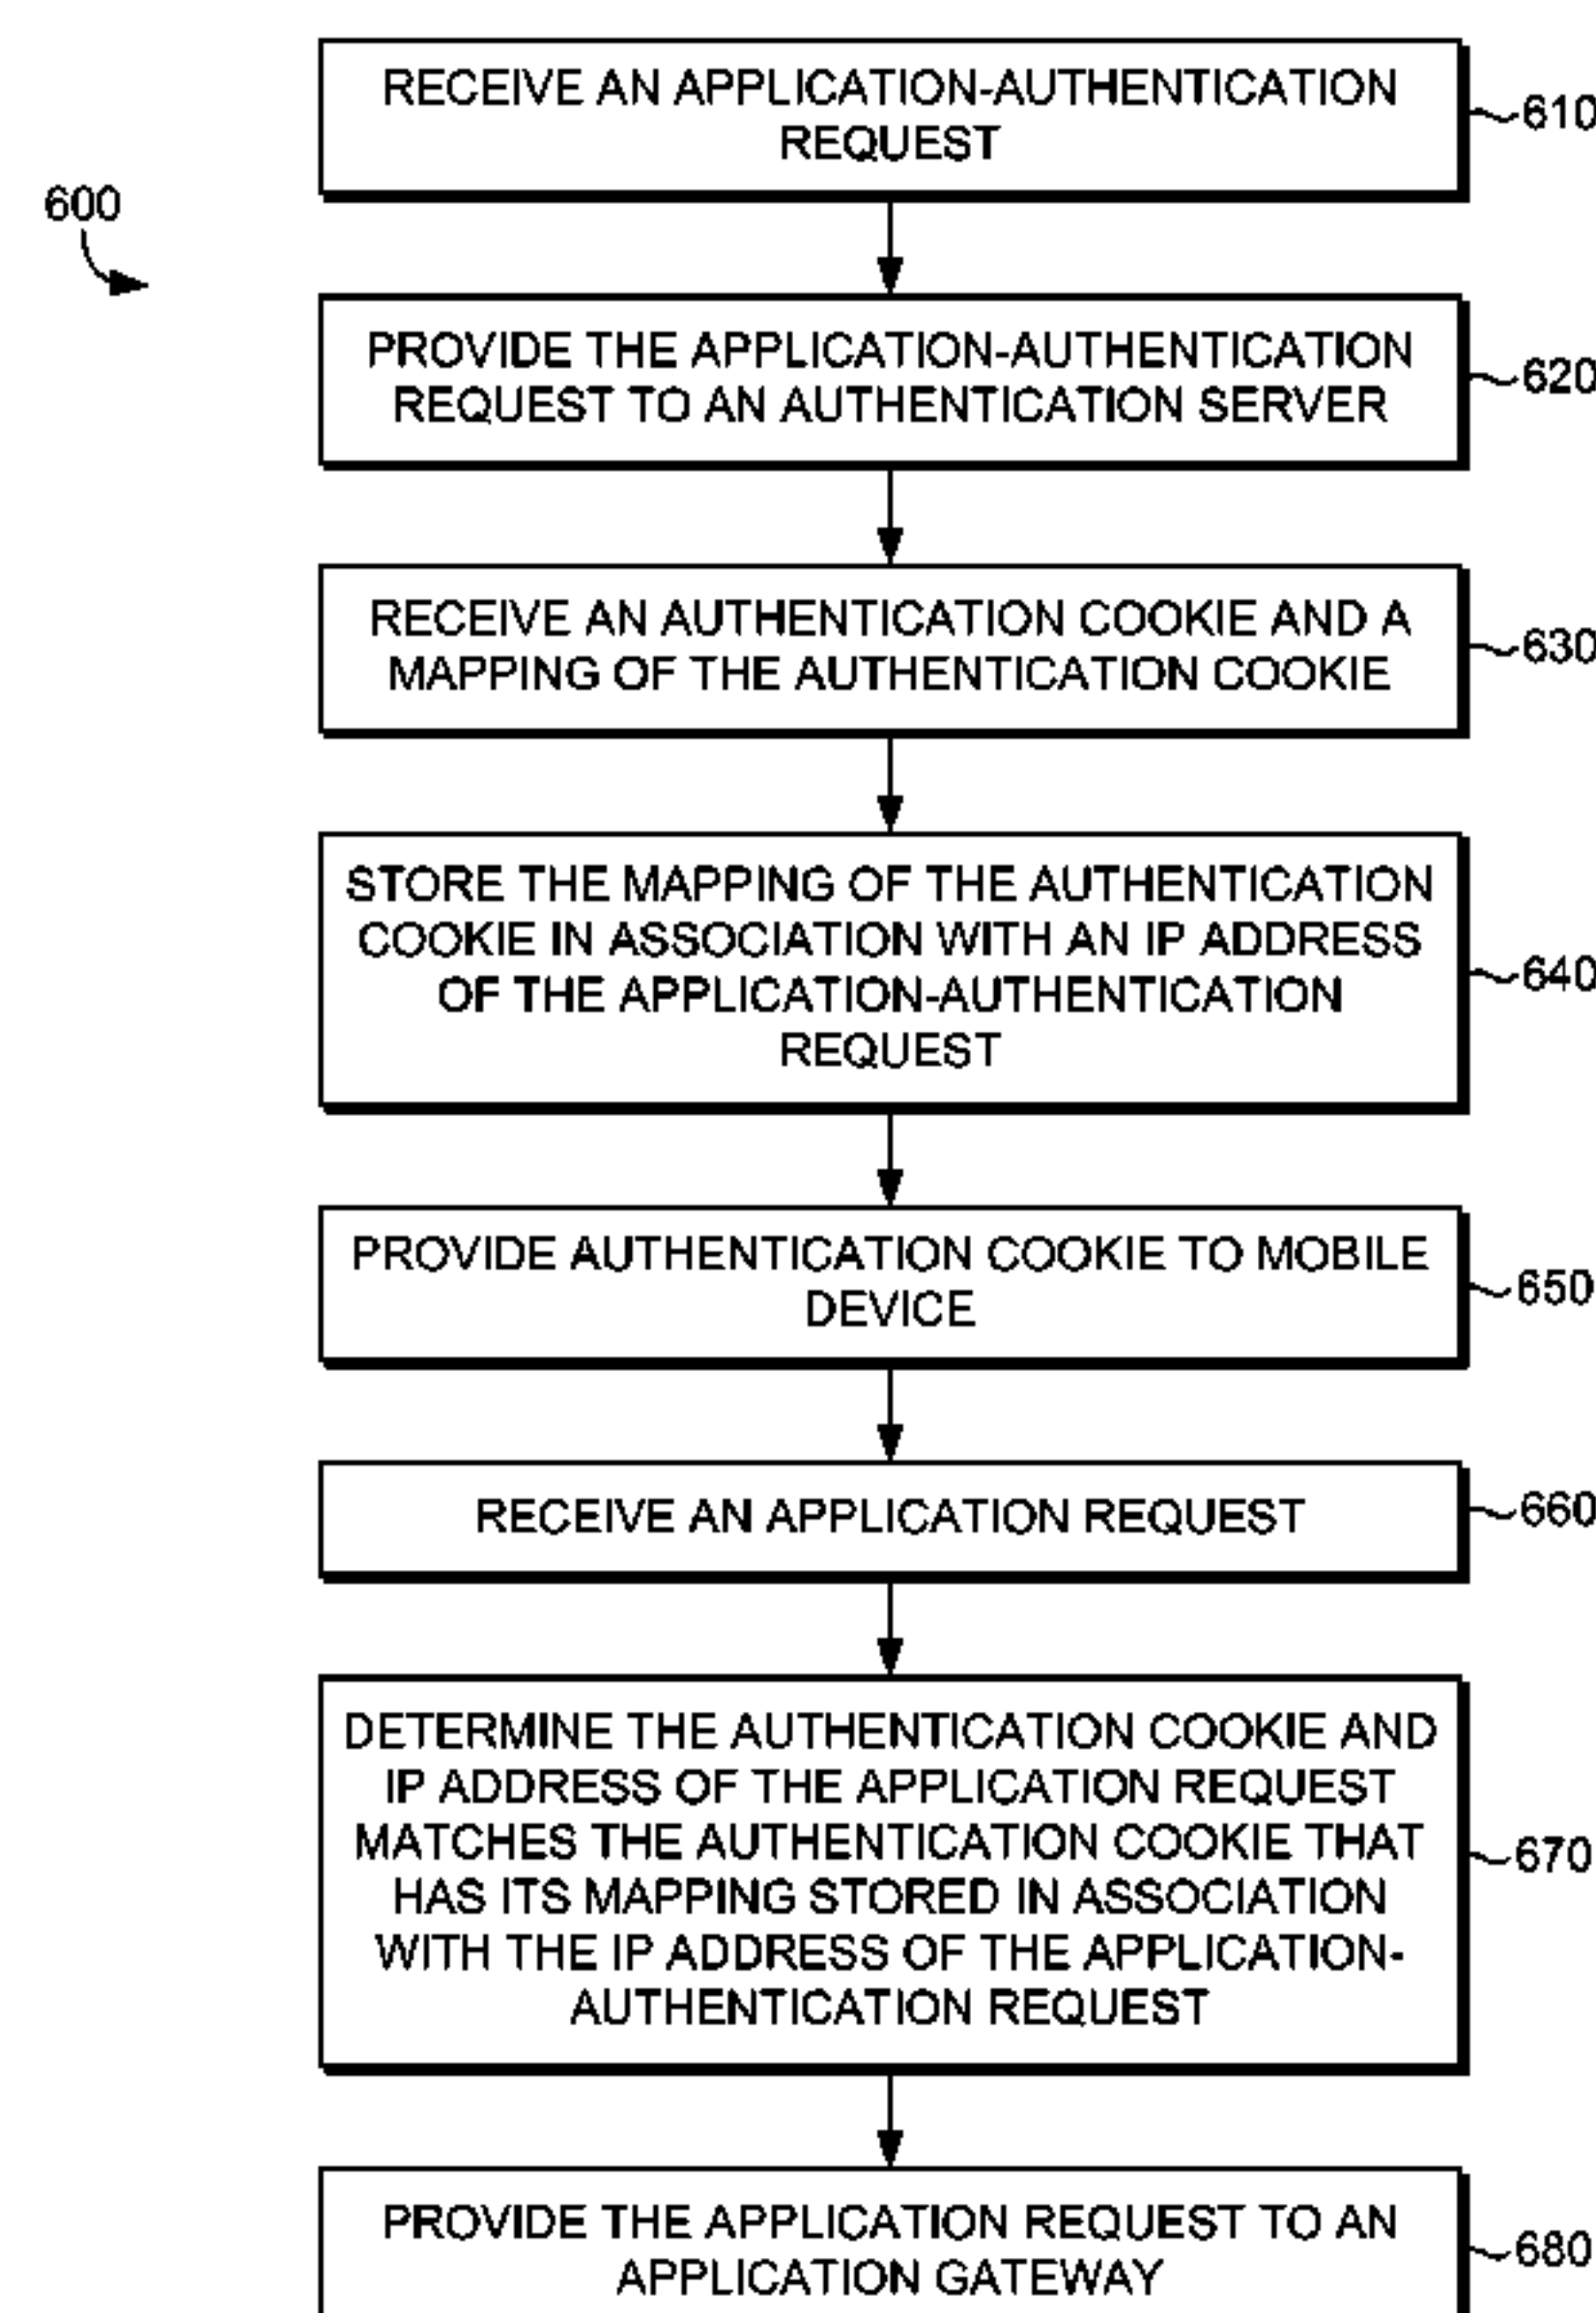 600
RECEIVE AN APPLICATION-AUTHENTICATION
REQUEST
610
PROVIDE THE APPLICATION-AUTHENTICATION
REQUEST TO AN AUTHENTICATION SERVER
620
RECEIVE AN AUTHENTICATION COOKIE AND A
MAPPING OF THE AUTHENTICATION COOKIE
630
STORE THE MAPPING OF THE AUTHENTICATION
COOKIE IN ASSOCIATION WITH AN IP ADDRESS
OF THE APPLICATION-AUTHENTICATION
REQUEST
640
PROVIDE AUTHENTICATION COOKIE TO MOBILE
DEVICE
650
RECEIVE AN APPLICATION REQUEST
660
DETERMINE THE AUTHENTICATION COOKIE AND
IP ADDRESS OF THE APPLICATION REQUEST
MATCHES THE AUTHENTICATION COOKIE THAT
HAS ITS MAPPING STORED IN ASSOCIATION
WITH THE IP ADDRESS OF THE APPLICATION-
AUTHENTICATION REQUEST
670
PROVIDE THE APPLICATION REQUEST TO AN
APPLICATION GATEWAY
680